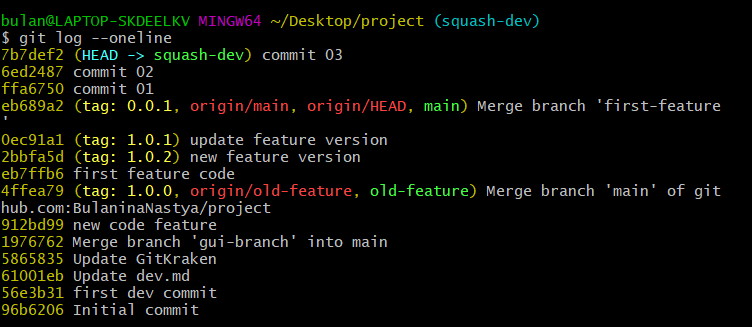 bulan@LAPTOP-SKDEELKV MINGW64 ~/Desktop/project (squash-dev)
$ git log --oneline
7b7def2 (HEAD -> squash-dev) commit 03
6ed2487 commit 02
ffa6750 commit 01
eb689a2 (tag: 0.0.1, origin/main, origin/HEAD, main) Merge branch 'first-feature
'
0ec91a1 (tag: 1.0.1) update feature version
2bbfa5d (tag: 1.0.2) new feature version
eb7ffb6 first feature code
4ffea79 (tag: 1.0.0, origin/old-feature, old-feature) Merge branch 'main' of git
hub.com:BulaninaNastya/project
912bd99 new code feature
1976762 Merge branch 'gui-branch' into main
5865835 Update GitKraken
61001eb Update dev.md
56e3b31 first dev commit
96b6206 Initial commit